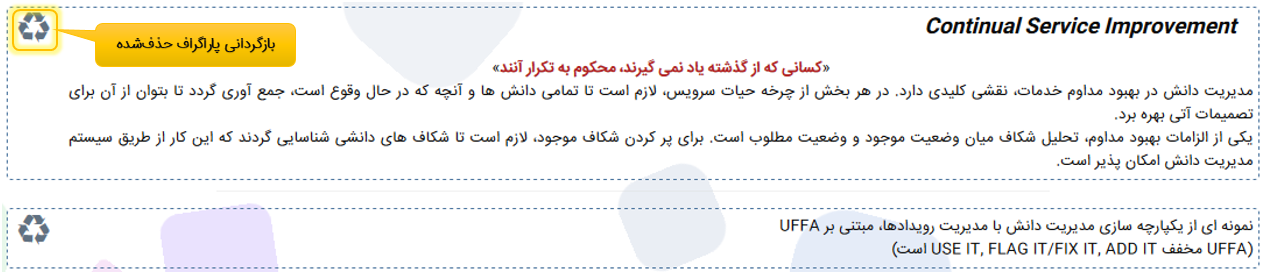 Continual Service Improvement
بازگردانی پاراگراف حذف‌شده
«کسانی که از گذشته یاد نمی گیرند، محکوم به تکرار آنند»
مدیریت دانش در بهبود مداوم خدمات، نقشی کلیدی دارد. در هر بخش از چرخه حیات سرویس، لازم است تا تمامی دانش ها و آنچه که در حال وقوع است، جمع آوری گردد تا بتوان از آن برای
تصمیمات آتی بهره برد.
یکی از الزامات بهبود مداوم، تحلیل شکاف میان وضعیت موجود و وضعیت مطلوب است. برای پر کردن شکاف موجود، لازم است تا شکاف های دانشی شناسایی گردند که این کار از طریق سیستم
مدیریت دانش امکان پذیر است.
نمونه ای از یکپارچه سازی مدیریت دانش با مدیریت رویدادها، مبتنی بر UFFA
(UFFA مخفف USE IT, FLAG IT/FIX IT, ADD IT است)